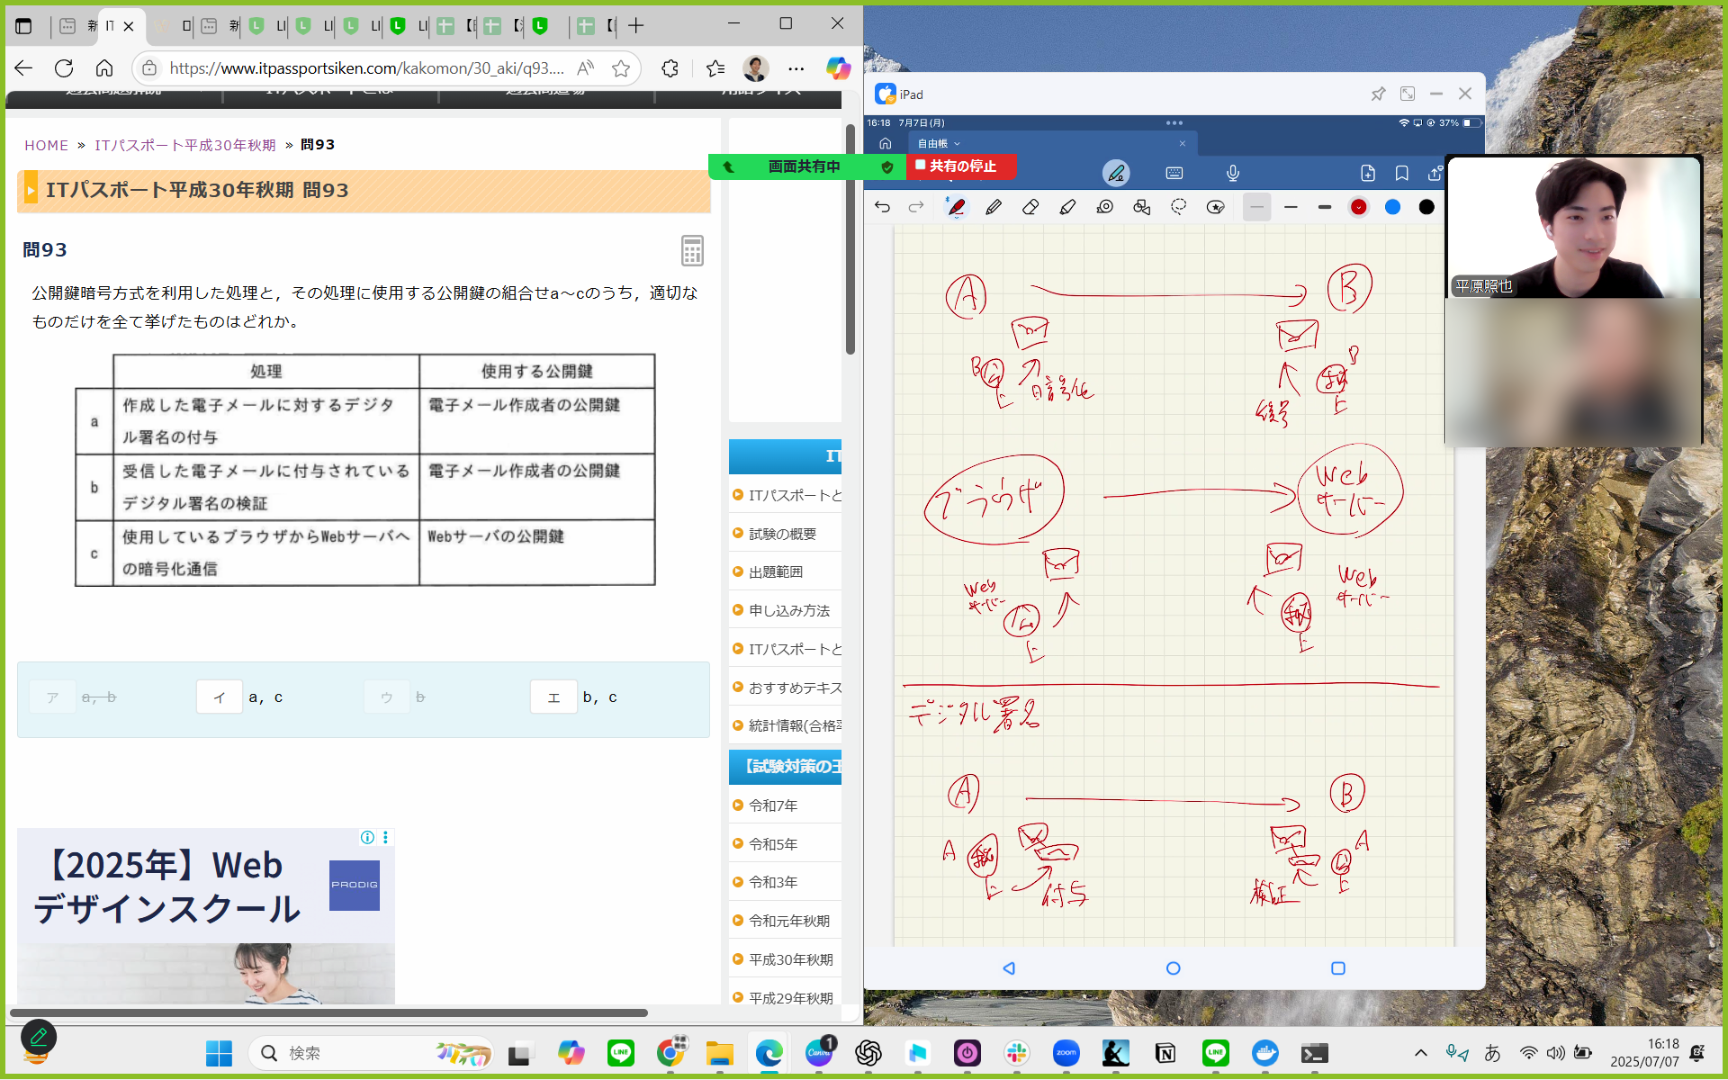 https://www.itpassportsiken.com/kakomon/30_aki/q93....
HOME » ITパスポート平成30年秋期 » 問93
ITパスポート平成30年秋期 問93
問93
公開鍵暗号方式を利用した処理と，その処理に使用する公開鍵の組合せa～cのうち，適切な
ものだけを全て挙げたものはどれか。
処理 使用する公開鍵
a 作成した電子メールに対するデジタル署名の付与 電子メール作成者の公開鍵
b 受信した電子メールに付与されているデジタル署名の検証 電子メール作成者の公開鍵
c 使用しているブラウザからWebサーバへの暗号化通信 Webサーバの公開鍵
ア a, b
イ a, c
ウ b
エ b, c
【2025年】Web
デザインスクール
PRODIG
ITパスポートと
試験の概要
出題範囲
申し込み方法
ITパスポートと
おすすめテキス
統計情報(合格率
【試験対策の王
令和7年
令和5年
令和3年
令和元年秋期
平成30年秋期
平成29年秋期
画面共有中
共有の停止
iPad
16:18 7月7日(月)
37%
自由帳
A
B
B
公
暗号化
B
秘
復号
ブラウザ
Web
サーバー
Web
サーバー
公
Web
サーバー
秘
デジタル署名
A
B
A
秘
付与
A
公
検証
平原照也
検索
Canva
1
LINE
zoom
LINE
あ
16:18
2025/07/07